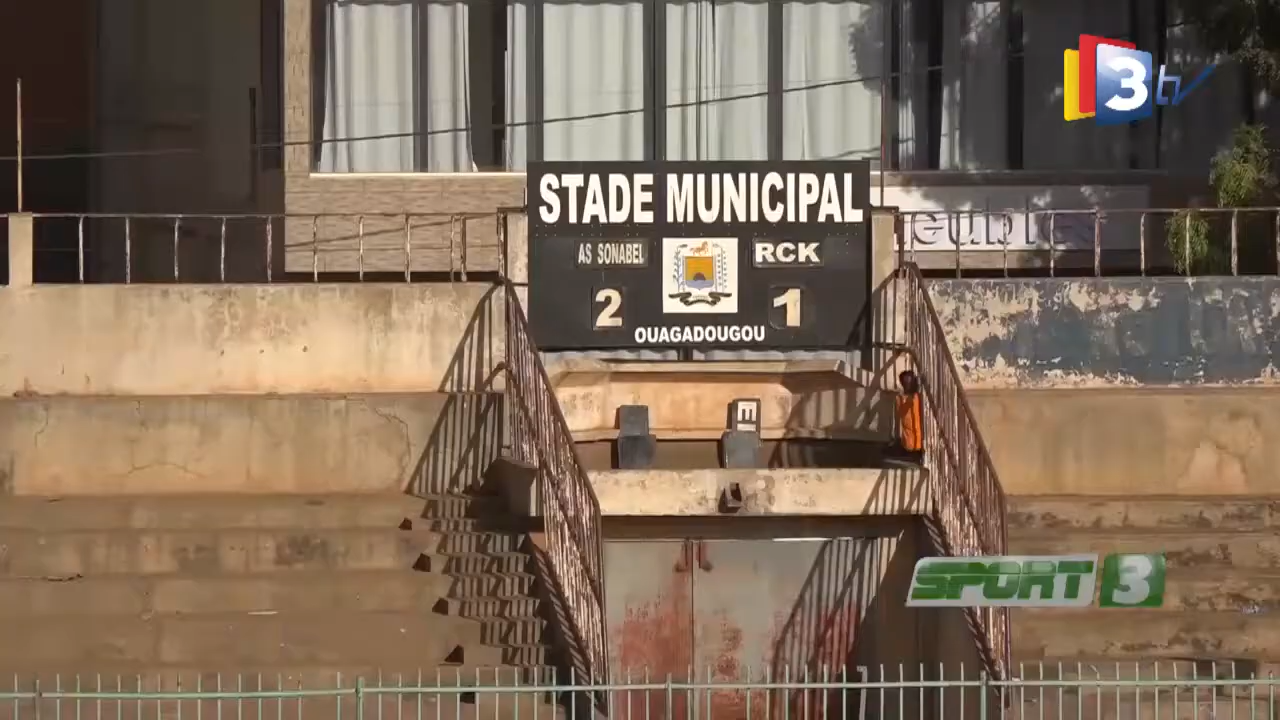 3tv
STADE MUNICIPAL
AS SONABEL
RCK
2
1
OUAGADOUGOU
E
SPORT 3